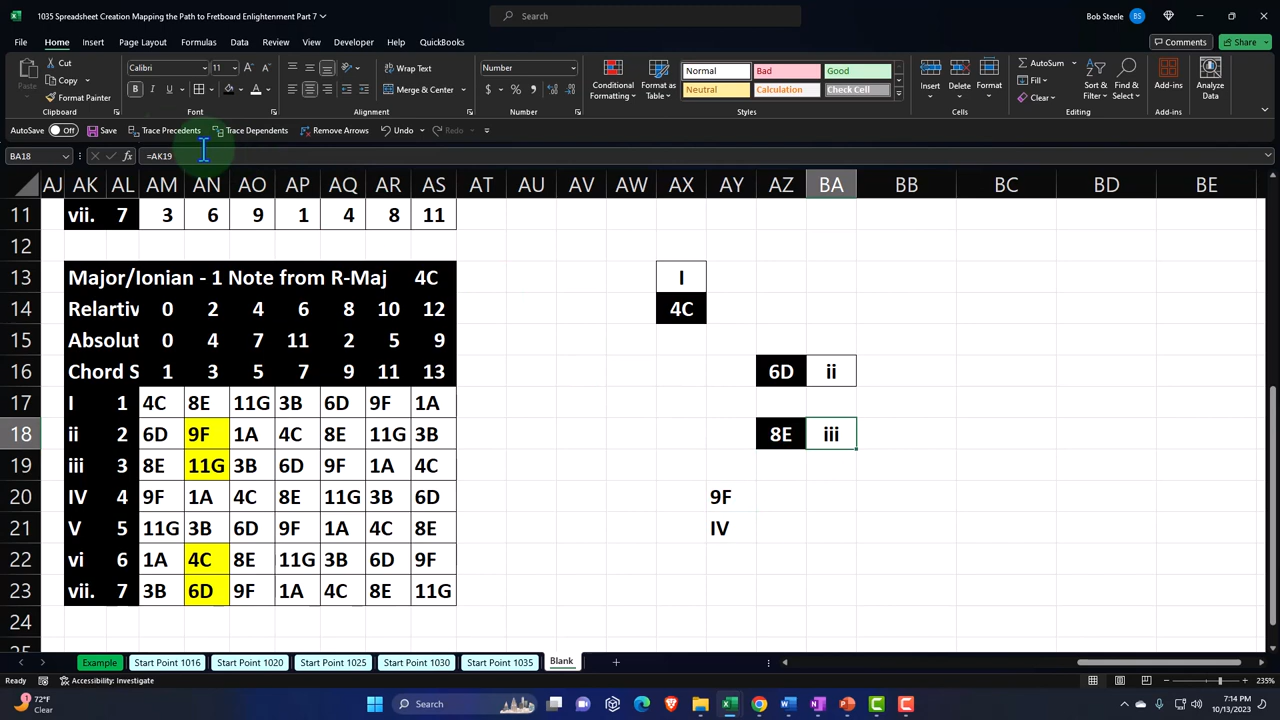 1035 Spreadsheet Creation Mapping the Path to Fretboard Enlightenment Part 7
Search
Bob Steele BS
File Home Insert Page Layout Formulas Data Review View Developer Help QuickBooks
Comments Share
Cut Calibri 11 Wrap Text Number Normal Bad Good AutoSum
Copy
Paste Format Painter Merge & Center Neutral Calculation Check Cell Fill Clear
Conditional Formatting Format as Table Insert Delete Format Sort & Filter Find & Select Add-ins Analyze Data
Clipboard Font Alignment Number Styles Cells Editing Add-ins
AutoSave Off Save Trace Precedents Trace Dependents Remove Arrows Undo Redo
BA18 fx =AK19
AJ AK AL AM AN AO AP AQ AR AS AT AU AV AW AX AY AZ BA BB BC BD BE
11 vii. 7 3 6 9 1 4 8 11
12
13 Major/Ionian - 1 Note from R-Maj 4C I
14 Relartiv 0 2 4 6 8 10 12 4C
15 Absolut 0 4 7 11 2 5 9
16 Chord S 1 3 5 7 9 11 13 6D ii
17 I 1 4C 8E 11G 3B 6D 9F 1A
18 ii 2 6D 9F 1A 4C 8E 11G 3B 8E iii
19 iii 3 8E 11G 3B 6D 9F 1A 4C
20 IV 4 9F 1A 4C 8E 11G 3B 6D 9F
21 V 5 11G 3B 6D 9F 1A 4C 8E IV
22 vi 6 1A 4C 8E 11G 3B 6D 9F
23 vii. 7 3B 6D 9F 1A 4C 8E 11G
24
Example Start Point 1016 Start Point 1020 Start Point 1025 Start Point 1030 Start Point 1035 Blank
Ready Accessibility: Investigate 235%
72°F
Clear
Search
7:14 PM
10/13/2023